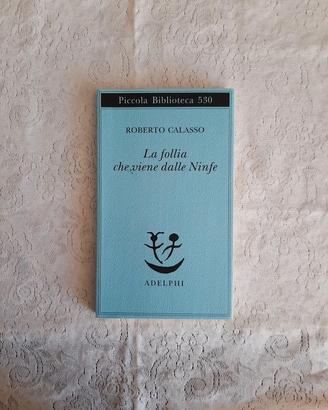 Piccola Biblioteca 530
ROBERTO CALASSO
La follia
che viene dalle Ninfe
ADELPHI